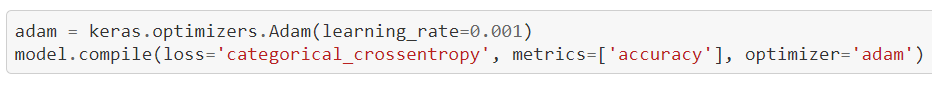 adam = keras.optimizers.Adam(learning_rate=0.001)
model.compile(loss='categorical_crossentropy', metrics=['accuracy'], optimizer='adam')